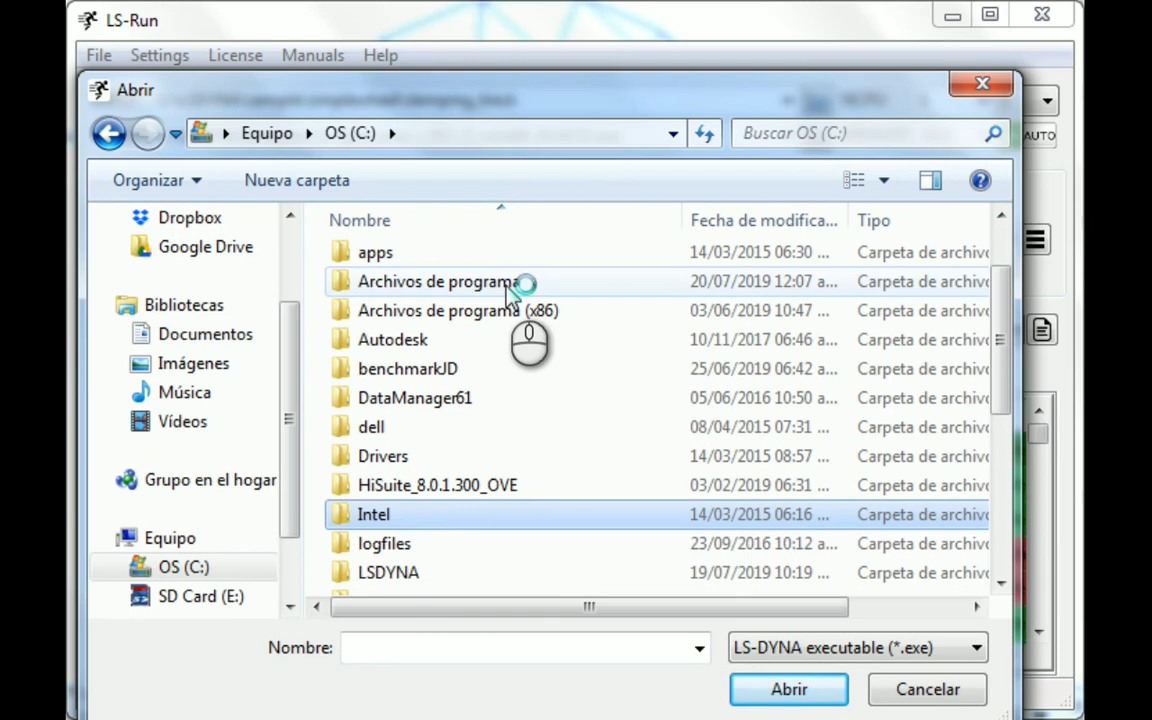 LS-Run
File Settings License Manuals Help
Abrir
Equipo OS (C:)
Buscar OS (C:)
AUTO
Organizar Nueva carpeta
Nombre Fecha de modifica... Tipo
Dropbox
Google Drive
Bibliotecas
Documentos
Imágenes
Música
Vídeos
Grupo en el hogar
Equipo
OS (C:)
SD Card (E:)
apps 14/03/2015 06:30 ... Carpeta de archivo
Archivos de programa 20/07/2019 12:07 a... Carpeta de archivo
Archivos de programa (x86) 03/06/2019 10:47 ... Carpeta de archivo
Autodesk 10/11/2017 06:46 a... Carpeta de archivo
benchmarkJD 25/06/2019 06:42 a... Carpeta de archivo
DataManager61 05/06/2016 10:50 a... Carpeta de archivo
dell 08/04/2015 07:31 ... Carpeta de archivo
Drivers 14/03/2015 08:57 ... Carpeta de archivo
HiSuite_8.0.1.300_OVE 03/02/2019 06:31 ... Carpeta de archivo
Intel 14/03/2015 06:16 ... Carpeta de archivo
logfiles 23/09/2016 10:12 a... Carpeta de archivo
LSDYNA 19/07/2019 10:19 ... Carpeta de archivo
Nombre:
LS-DYNA executable (*.exe)
Abrir Cancelar